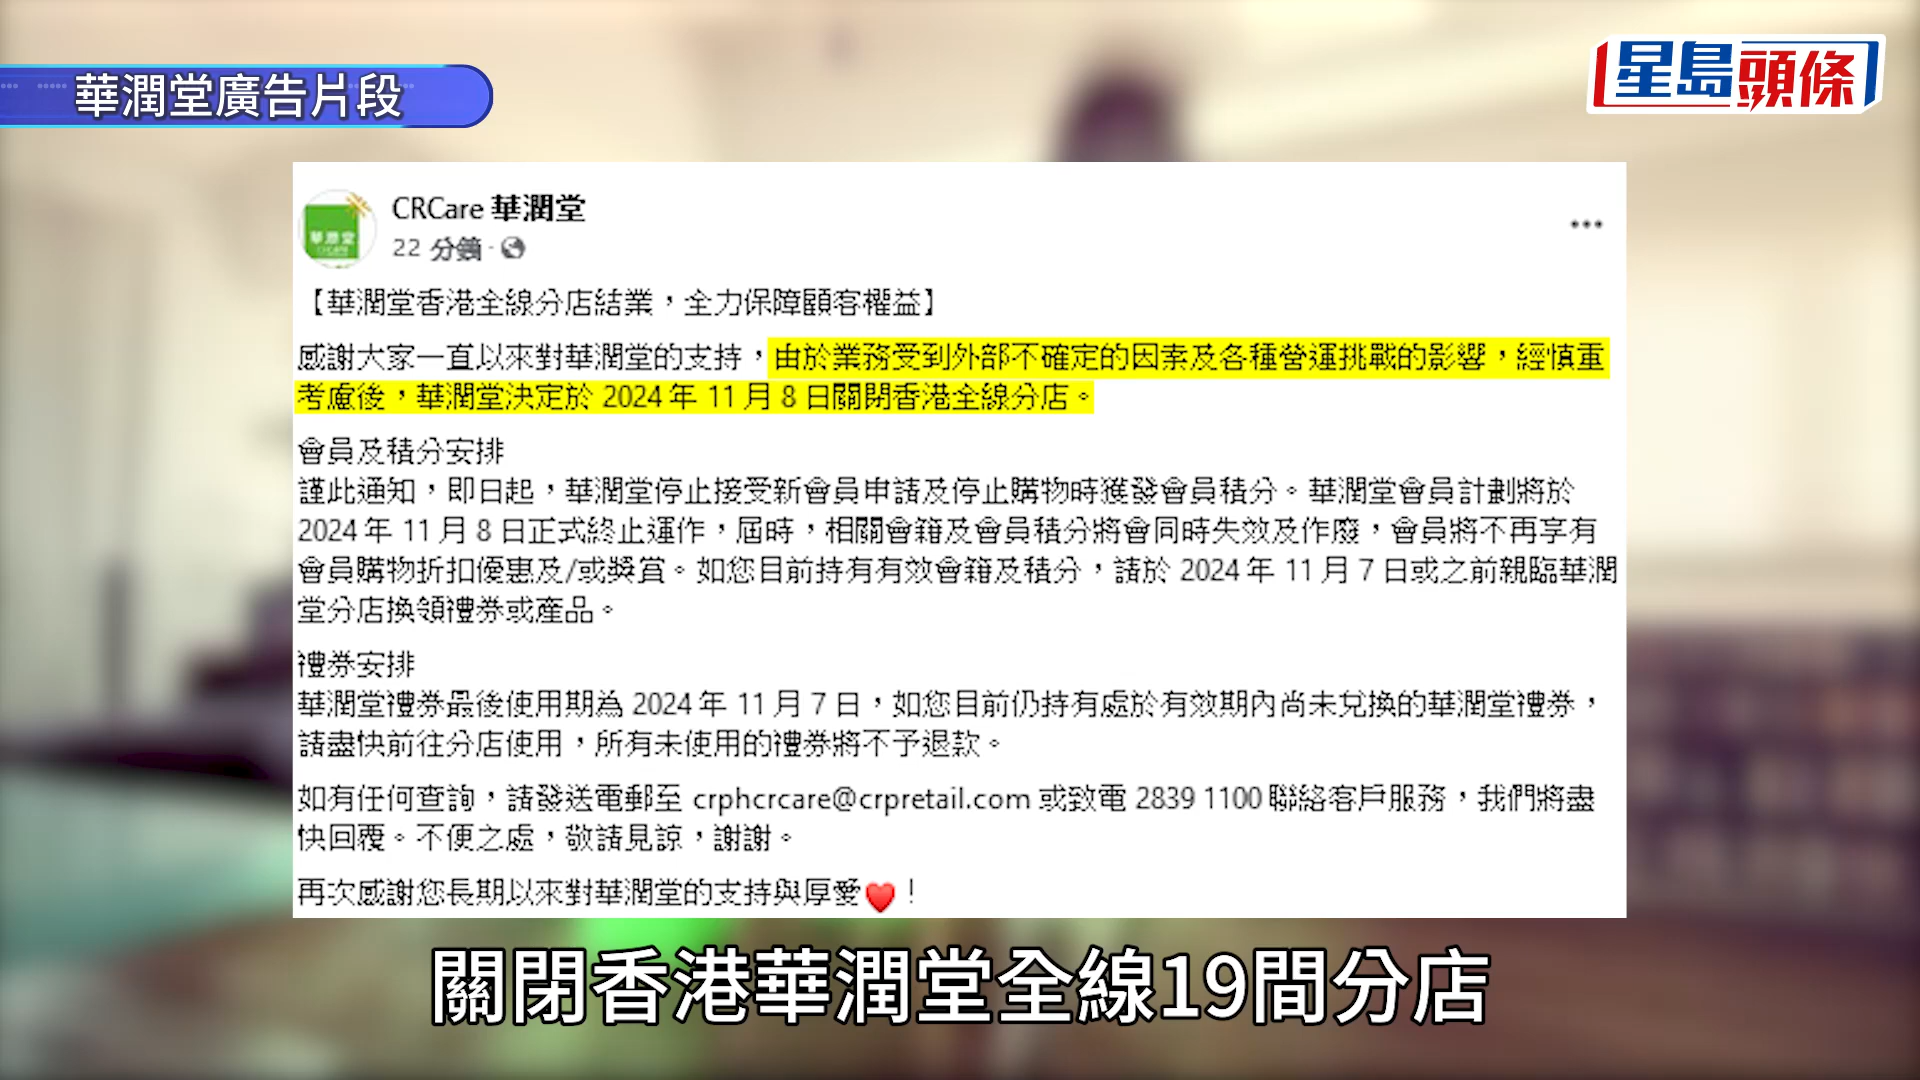 華潤堂廣告片段
星島頭條
CRCare 華潤堂
22 分鐘 ·
華潤堂
CRCARE
【華潤堂香港全線分店結業，全力保障顧客權益】
感謝大家一直以來對華潤堂的支持，由於業務受到外部不確定的因素及各種營運挑戰的影響，經慎重
考慮後，華潤堂決定於 2024 年 11 月 8 日關閉香港全線分店。
會員及積分安排
謹此通知，即日起，華潤堂停止接受新會員申請及停止購物時獲發會員積分。華潤堂會員計劃將於
2024 年 11 月 8 日正式終止運作，屆時，相關會籍及會員積分將會同時失效及作廢，會員將不再享有
會員購物折扣優惠及/或獎賞。如您目前持有有效會籍及積分，請於 2024 年 11 月 7 日或之前親臨華潤
堂分店換領禮券或產品。
禮券安排
華潤堂禮券最後使用期為 2024 年 11 月 7 日，如您目前仍持有處於有效期內尚未兌換的華潤堂禮券，
請盡快前往分店使用，所有未使用的禮券將不予退款。
如有任何查詢，請發送電郵至 crphcrcare@crpretail.com 或致電 2839 1100 聯絡客戶服務，我們將盡
快回覆。不便之處，敬請見諒，謝謝。
再次感謝您長期以來對華潤堂的支持與厚愛❤！
關閉香港華潤堂全線19間分店